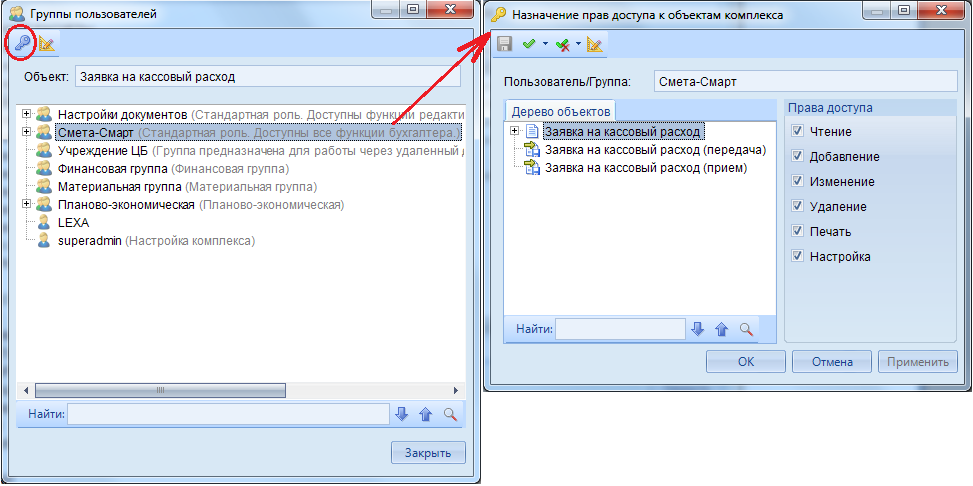 Группы пользователей
Объект: Заявка на кассовый расход
Настройки документов (Стандартная роль. Доступны функции редакти
Смета-Смарт (Стандартная роль. Доступны все функции бухгалтера.)
Учреждение ЦБ (Группа предназначена для работы через удаленный д
Финансовая группа (Финансовая группа)
Материальная группа (Материальная группа)
Планово-экономическая (Планово-экономическая)
LEXA
superadmin (Настройка комплекса)
Найти:
Закрыть
Назначение прав доступа к объектам комплекса
Пользователь/Группа: Смета-Смарт
Дерево объектов
Заявка на кассовый расход
Заявка на кассовый расход (передача)
Заявка на кассовый расход (прием)
Найти:
Права доступа
Чтение
Добавление
Изменение
Удаление
Печать
Настройка
ОК
Отмена
Применить